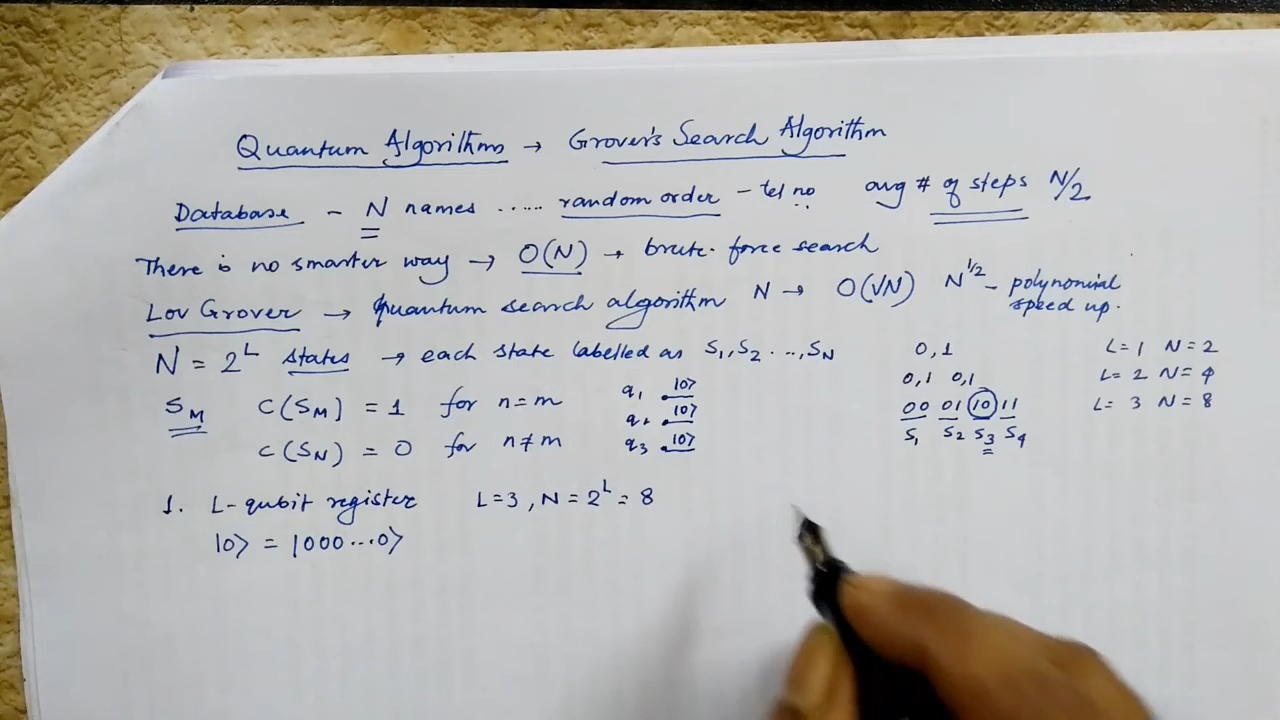 Quantum Algorithms → Grover's Search Algorithm
Database - N names ..... random order - tel no avg # of steps N/2
There is no smarter way → O(N) → brute-force search
Lov Grover → Quantum search algorithm N → O(√N) N^1/2 - polynomial speed up.
N = 2^L states → each state labelled as S1, S2 ..., SN
S_M C(S_M) = 1 for n = m
C(S_N) = 0 for n ≠ m
q1 |0>
q2 |0>
q3 |0>
0, 1
0,1 0,1
00 01 10 11
S1 S2 S3 S4
L = 1 N = 2
L = 2 N = 4
L = 3 N = 8
1. L-qubit register L = 3, N = 2^L = 8
|0> = |000...0>